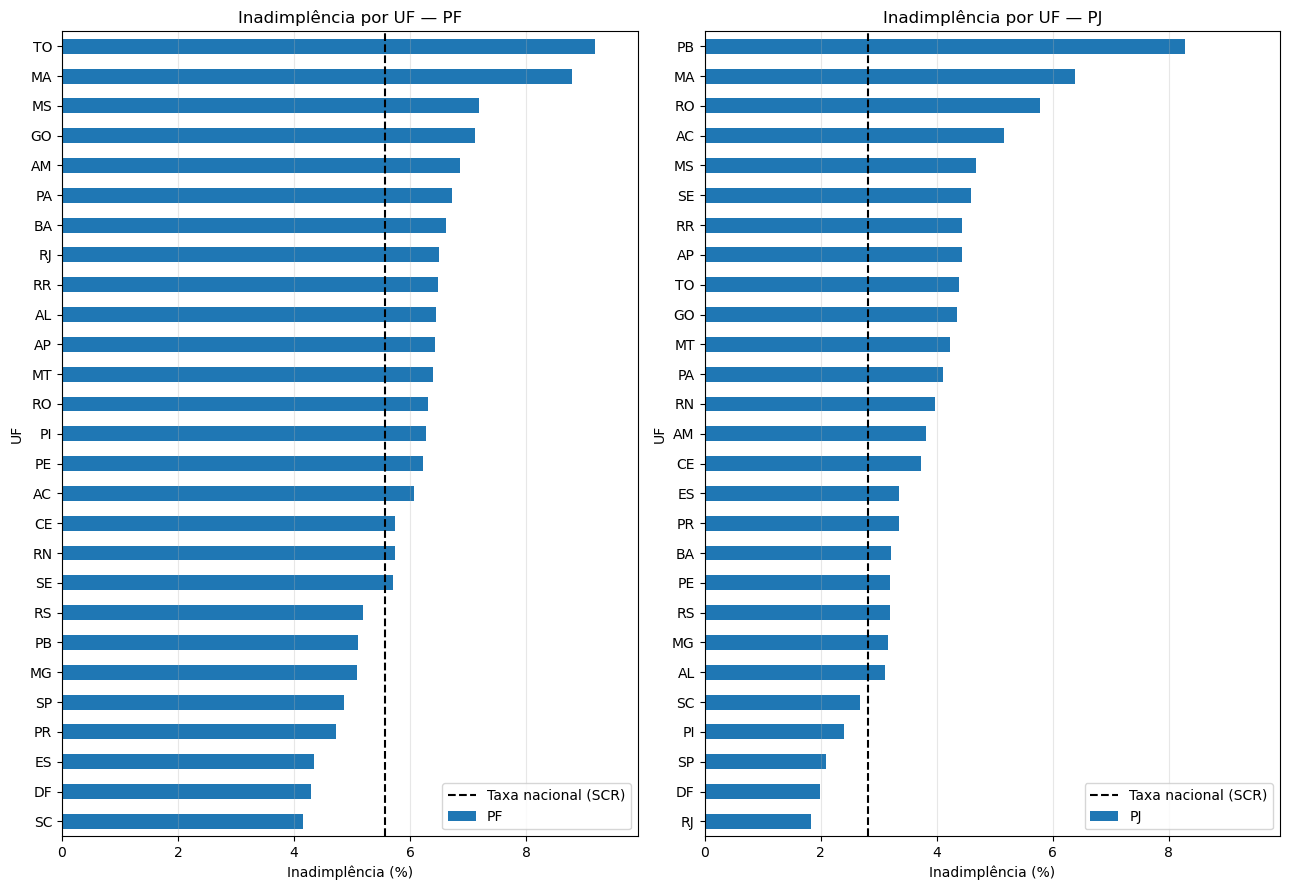 Inadimplência por UF — PF
TO
MA
MS
GO
AM
PA
BA
RJ
RR
AL
AP
MT
RO
PI
PE
AC
CE
RN
SE
RS
PB
MG
SP
PR
ES
DF
SC
UF
0 2 4 6 8
Inadimplência (%)
Taxa nacional (SCR)
PF
Inadimplência por UF — PJ
PB
MA
RO
AC
MS
SE
RR
AP
TO
GO
MT
PA
RN
AM
CE
ES
PR
BA
PE
RS
MG
AL
SC
PI
SP
DF
RJ
UF
0 2 4 6 8
Inadimplência (%)
Taxa nacional (SCR)
PJ